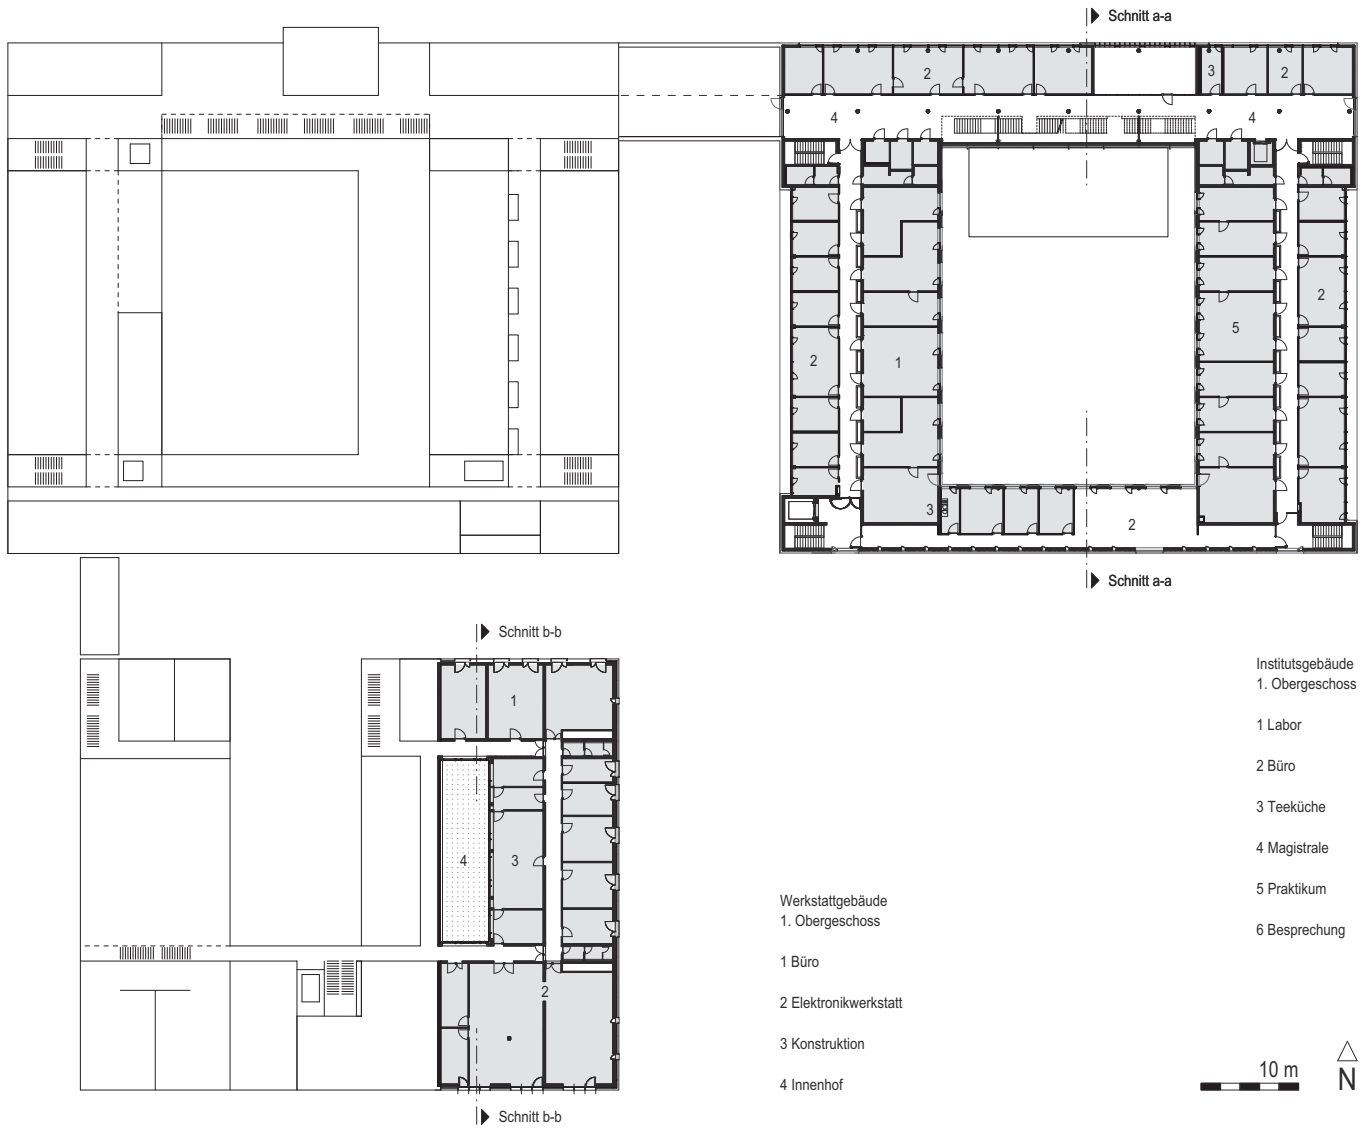 Schnitt a-a
2
3
2
4
4
2
1
5
2
3
2
Schnitt a-a
Schnitt b-b
1
4
3
2
Schnitt b-b
Werkstattgebäude
1. Obergeschoss
1 Büro
2 Elektronikwerkstatt
3 Konstruktion
4 Innenhof
Institutsgebäude
1. Obergeschoss
1 Labor
2 Büro
3 Teeküche
4 Magistrale
5 Praktikum
6 Besprechung
10 m
N